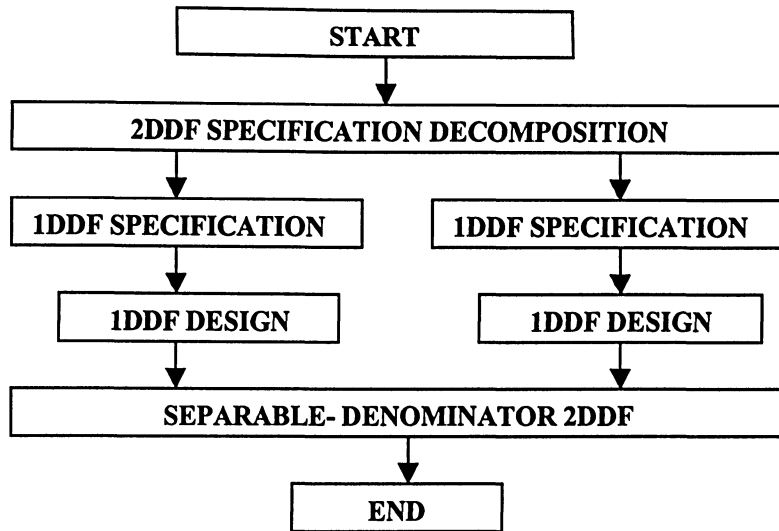 START
2DDF SPECIFICATION DECOMPOSITION
1DDF SPECIFICATION
1DDF SPECIFICATION
1DDF DESIGN
1DDF DESIGN
SEPARABLE- DENOMINATOR 2DDF
END